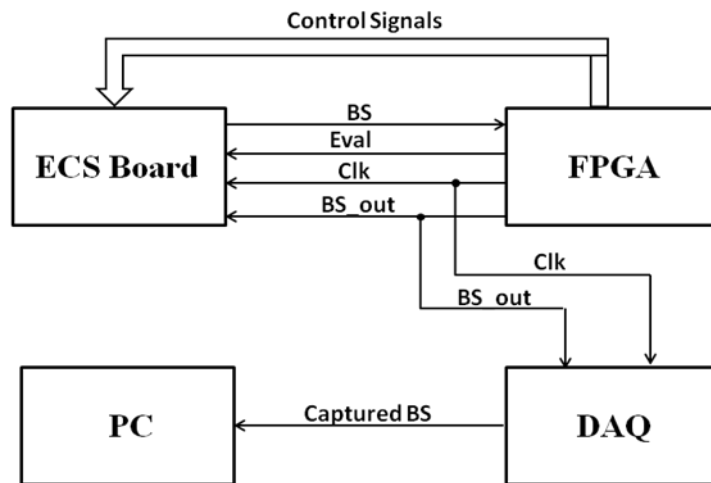 Control Signals
BS
Eval
ECS Board
FPGA
Clk
BS_out
Clk
BS_out
Captured BS
PC
DAQ